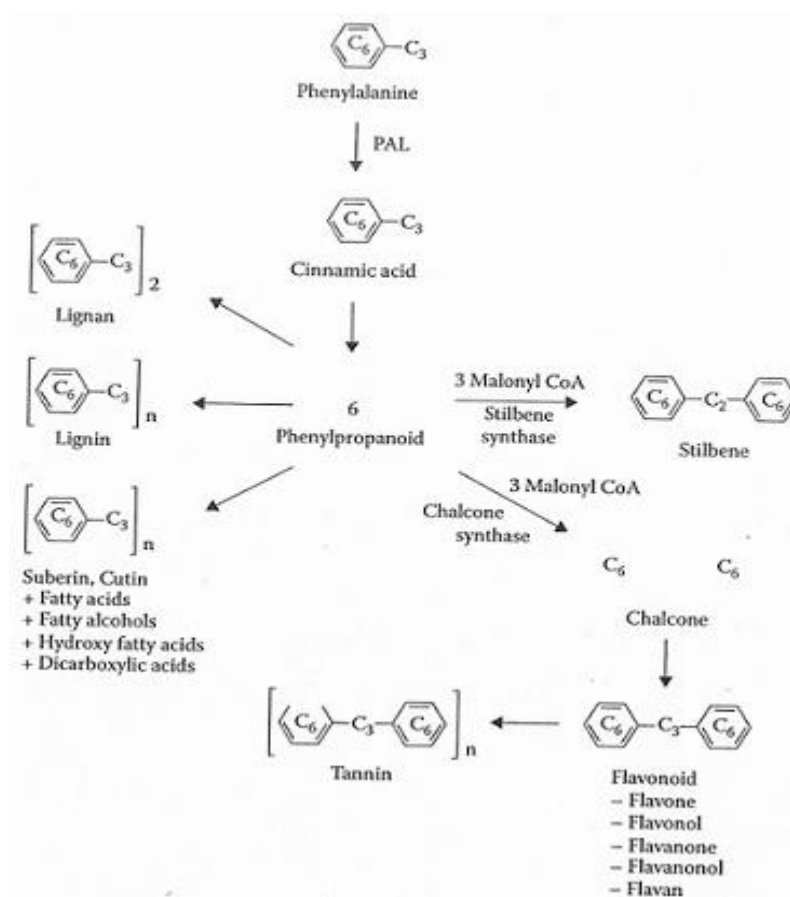 C6 C3
Phenylalanine
PAL
C6 C3
Cinnamic acid
C6 C3 2
Lignan
C6 C3 n
Lignin
6
Phenylpropanoid
3 Malonyl CoA
Stilbene
synthase
C6 C2 C6
Stilbene
C6 C3 n
Suberin, Cutin
+ Fatty acids
+ Fatty alcohols
+ Hydroxy fatty acids
+ Dicarboxylic acids
3 Malonyl CoA
Chalcone
synthase
C6 C6
Chalcone
C6 C3 C6 n
Tannin
C6 C3 C6
Flavonoid
– Flavone
– Flavonol
– Flavanone
– Flavanonol
– Flavan